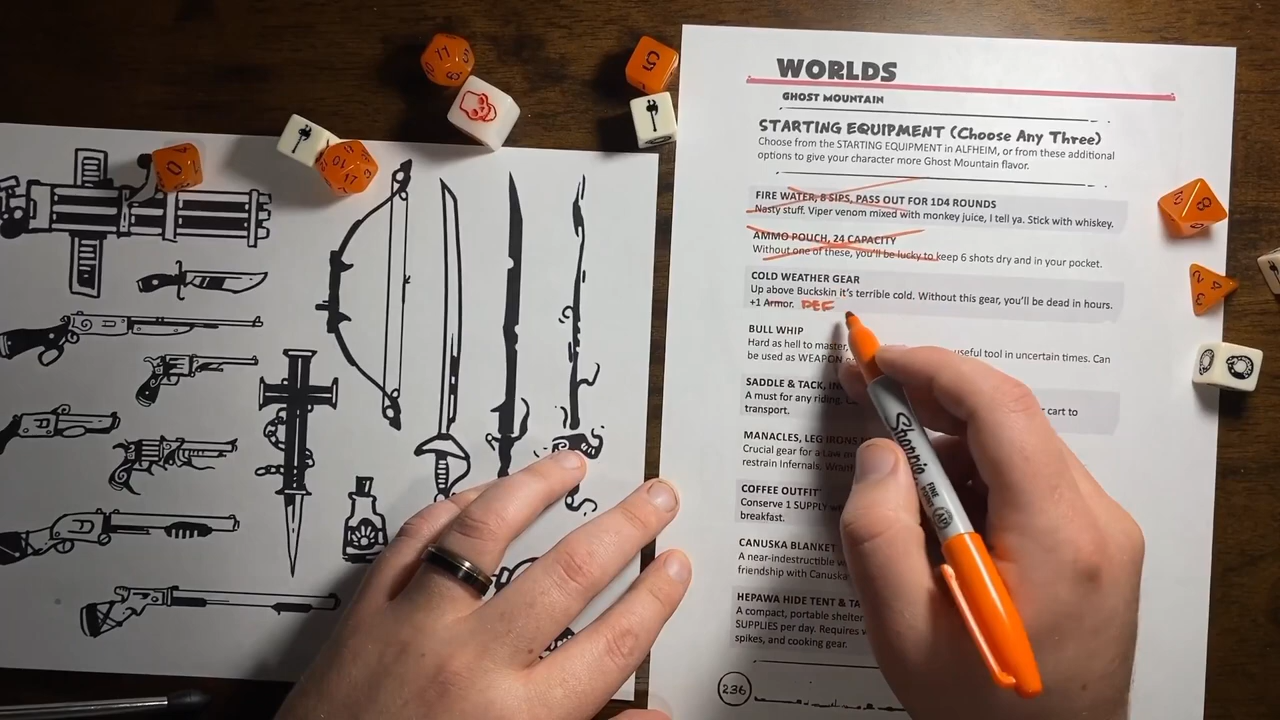 WORLDS
GHOST MOUNTAIN
STARTING EQUIPMENT (Choose Any Three)
Choose from the STARTING EQUIPMENT in ALFHEIM, or from these additional
options to give your character more Ghost Mountain flavor.
FIRE WATER, 8 SIPS, PASS OUT FOR 1D4 ROUNDS
Nasty stuff. Viper venom mixed with monkey juice, I tell ya. Stick with whiskey.
AMMO POUCH, 24 CAPACITY
Without one of these, you'll be lucky to keep 6 shots dry and in your pocket.
COLD WEATHER GEAR
Up above Buckskin it's terrible cold. Without this gear, you'll be dead in hours.
+1 Armor. DEF
BULL WHIP
Hard as hell to master, useful tool in uncertain times. Can
be used as WEAPON
SADDLE & TACK,
A must for any riding. cart to
transport.
MANACLES, LEG IRONS
Crucial gear for a Law
restrain Infernals.
COFFEE OUTFIT
Conserve 1 SUPPLY
breakfast.
CANUSKA BLANKET
A near-indestructible
friendship with Canuska
HEPAWA HIDE TENT &
A compact, portable shelter
SUPPLIES per day. Requires
spikes, and cooking gear.
236
Sharpie
FINE
POINT
AP